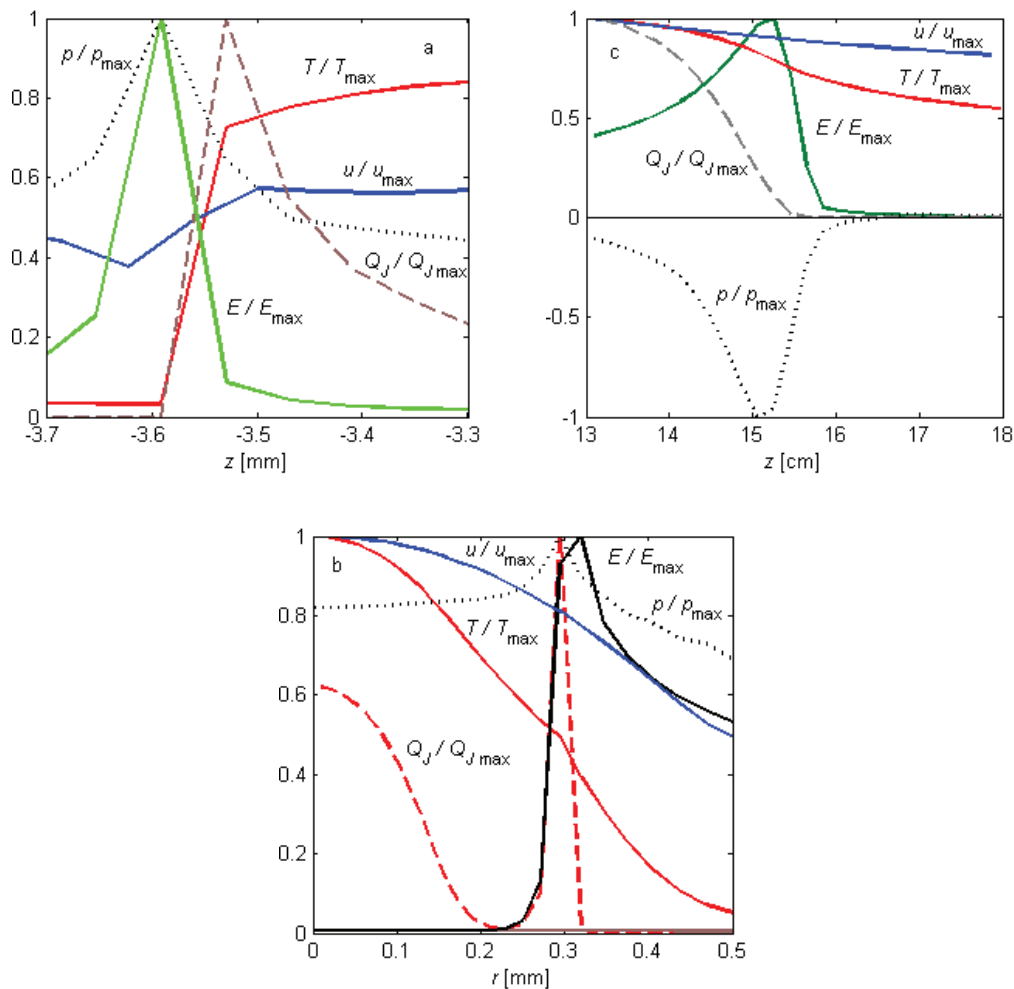 a
p / pmax
T / Tmax
u / umax
QJ / QJ max
E / Emax
1
0.8
0.6
0.4
0.2
0
-3.7
-3.6
-3.5
-3.4
-3.3
z [mm]
c
u / umax
T / Tmax
E / Emax
QJ / QJ max
p / pmax
1
0.5
0
-0.5
-1
13
14
15
16
17
18
z [cm]
b
u / umax
E / Emax
p / pmax
T / Tmax
QJ / QJ max
1
0.8
0.6
0.4
0.2
0
0
0.1
0.2
0.3
0.4
0.5
r [mm]